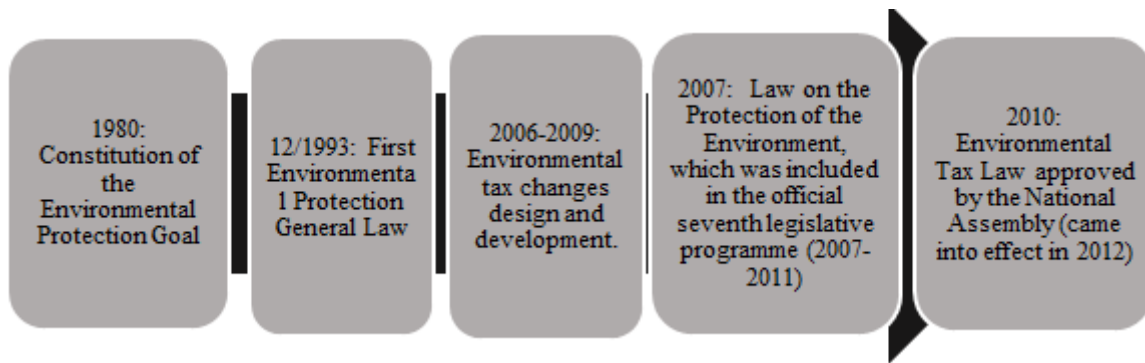 1980:
Constitution of
the
Environmental
Protection Goal
12/1993: First
Environmenta
l Protection
General Law
2006-2009:
Environmental
tax changes
design and
development.
2007: Law on the
Protection of the
Environment,
which was included
in the official
seventh legislative
programme (2007-
2011)
2010:
Environmental
Tax Law approved
by the National
Assembly (came
into effect in 2012)